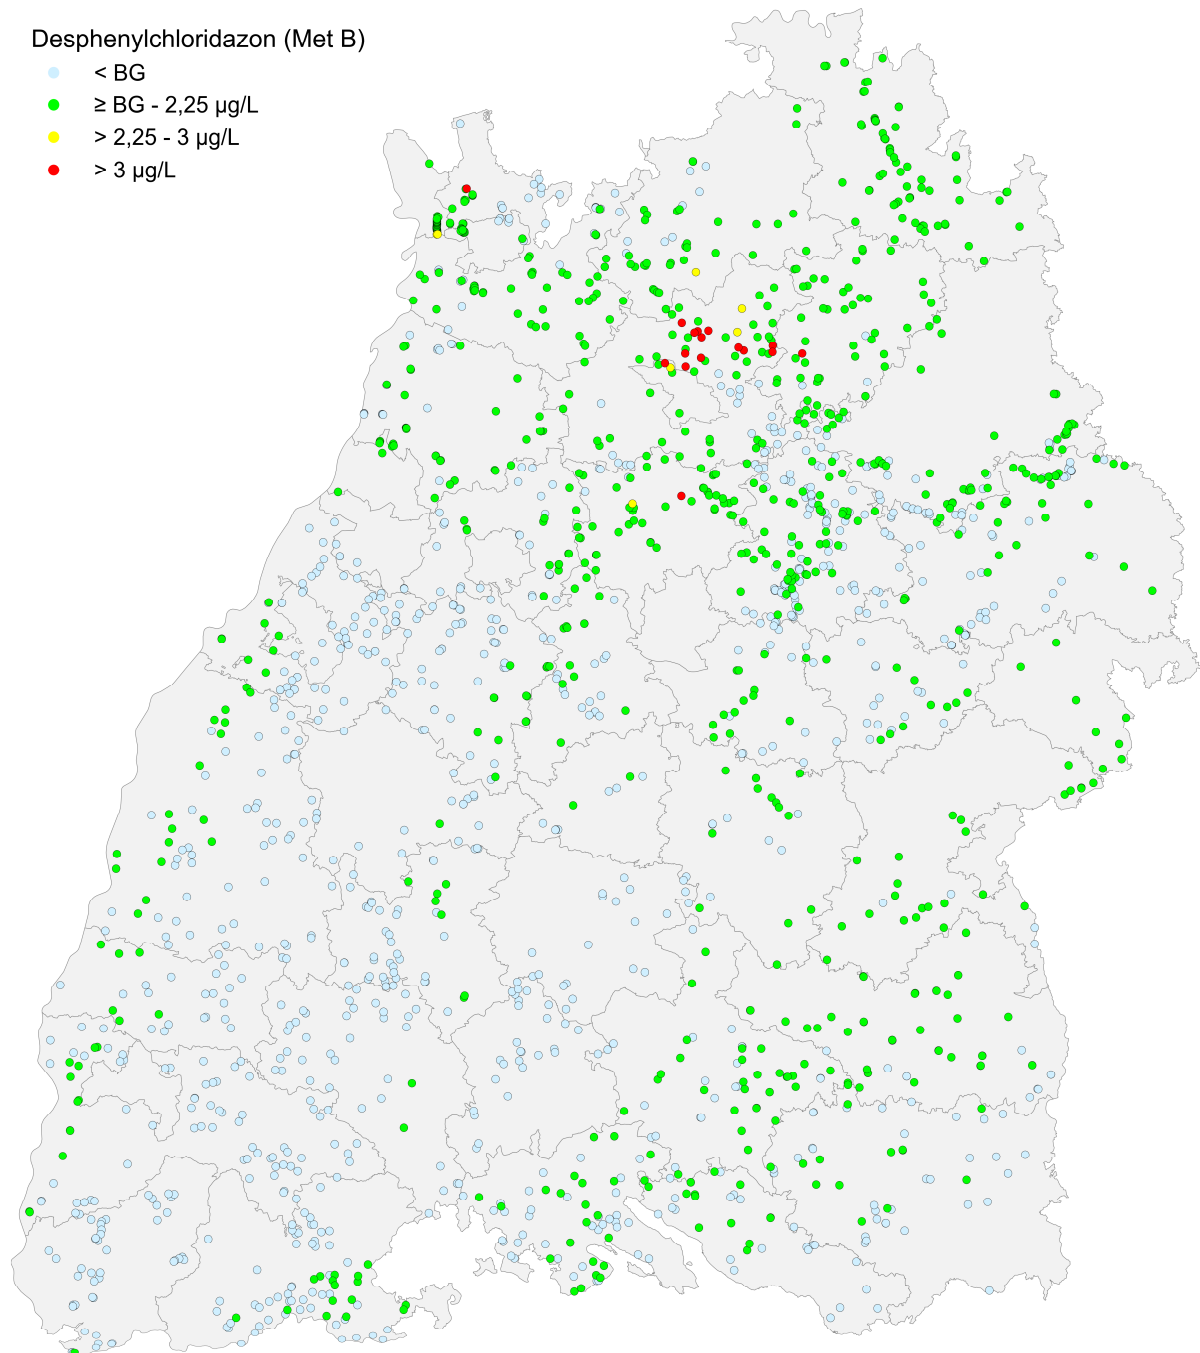 Desphenylchloridazon (Met B)
< BG
≥ BG - 2,25 µg/L
> 2,25 - 3 µg/L
> 3 µg/L